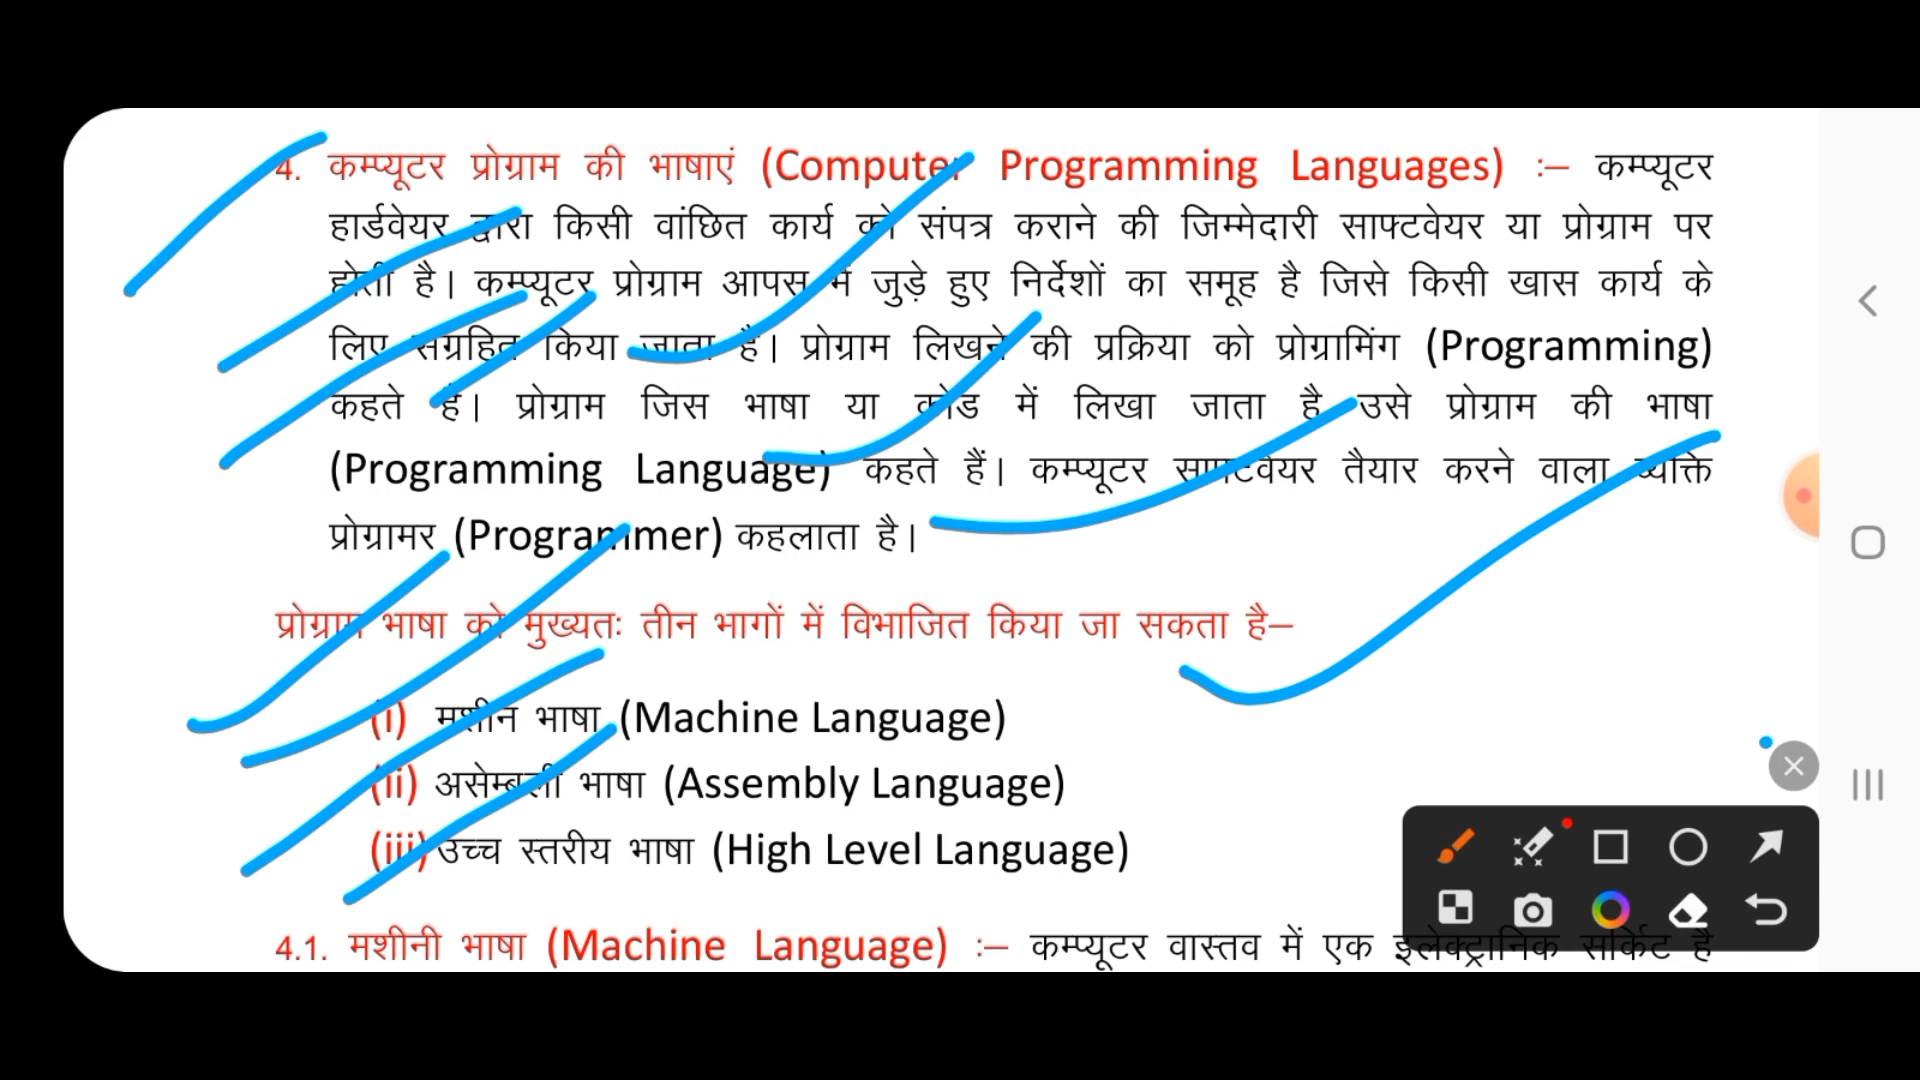 4. कम्प्यूटर प्रोग्राम की भाषाएं (Computer Programming Languages) :– कम्प्यूटर
हार्डवेयर द्वारा किसी वांछित कार्य को संपत्र कराने की जिम्मेदारी साफ्टवेयर या प्रोग्राम पर
होती है। कम्प्यूटर प्रोग्राम आपस में जुड़े हुए निर्देशों का समूह है जिसे किसी खास कार्य के
लिए संग्रहित किया जाता है। प्रोग्राम लिखने की प्रक्रिया को प्रोग्रामिंग (Programming)
कहते हैं। प्रोग्राम जिस भाषा या कोड में लिखा जाता है उसे प्रोग्राम की भाषा
(Programming Language) कहते हैं। कम्प्यूटर साफ्टवेयर तैयार करने वाला व्यक्ति
प्रोग्रामर (Programmer) कहलाता है।
प्रोग्राम भाषा को मुख्यतः तीन भागों में विभाजित किया जा सकता है–
(i) मशीन भाषा (Machine Language)
(ii) असेम्बली भाषा (Assembly Language)
(iii) उच्च स्तरीय भाषा (High Level Language)
4.1. मशीनी भाषा (Machine Language) :– कम्प्यूटर वास्तव में एक इलेक्ट्रानिक सर्किट है